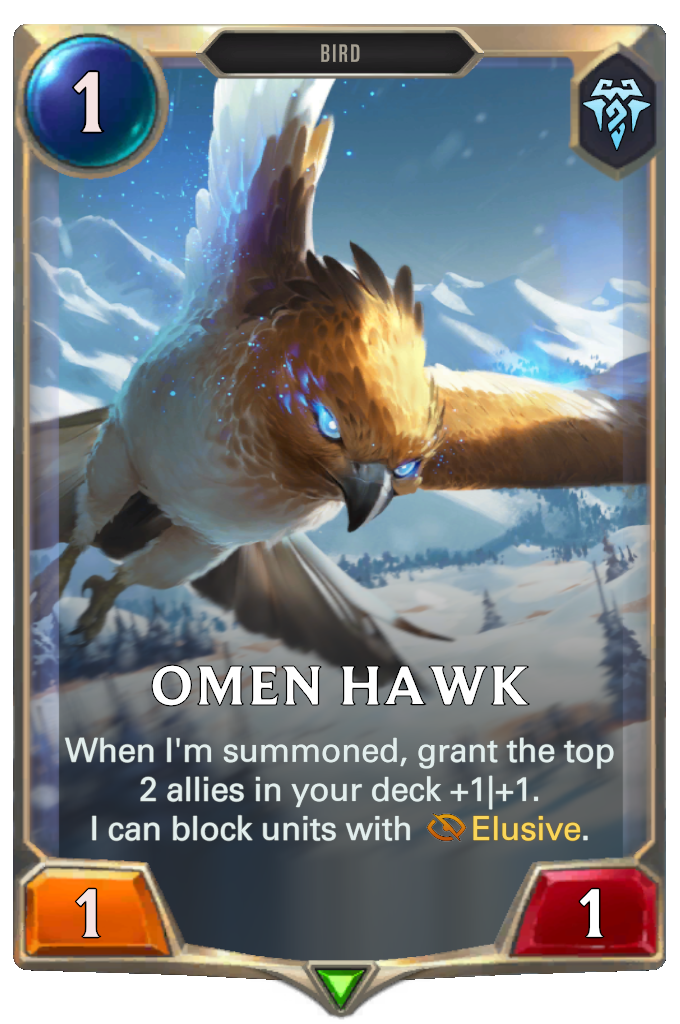 1
BIRD
OMEN HAWK
When I'm summoned, grant the top
2 allies in your deck +1|+1.
I can block units with Elusive.
1
1